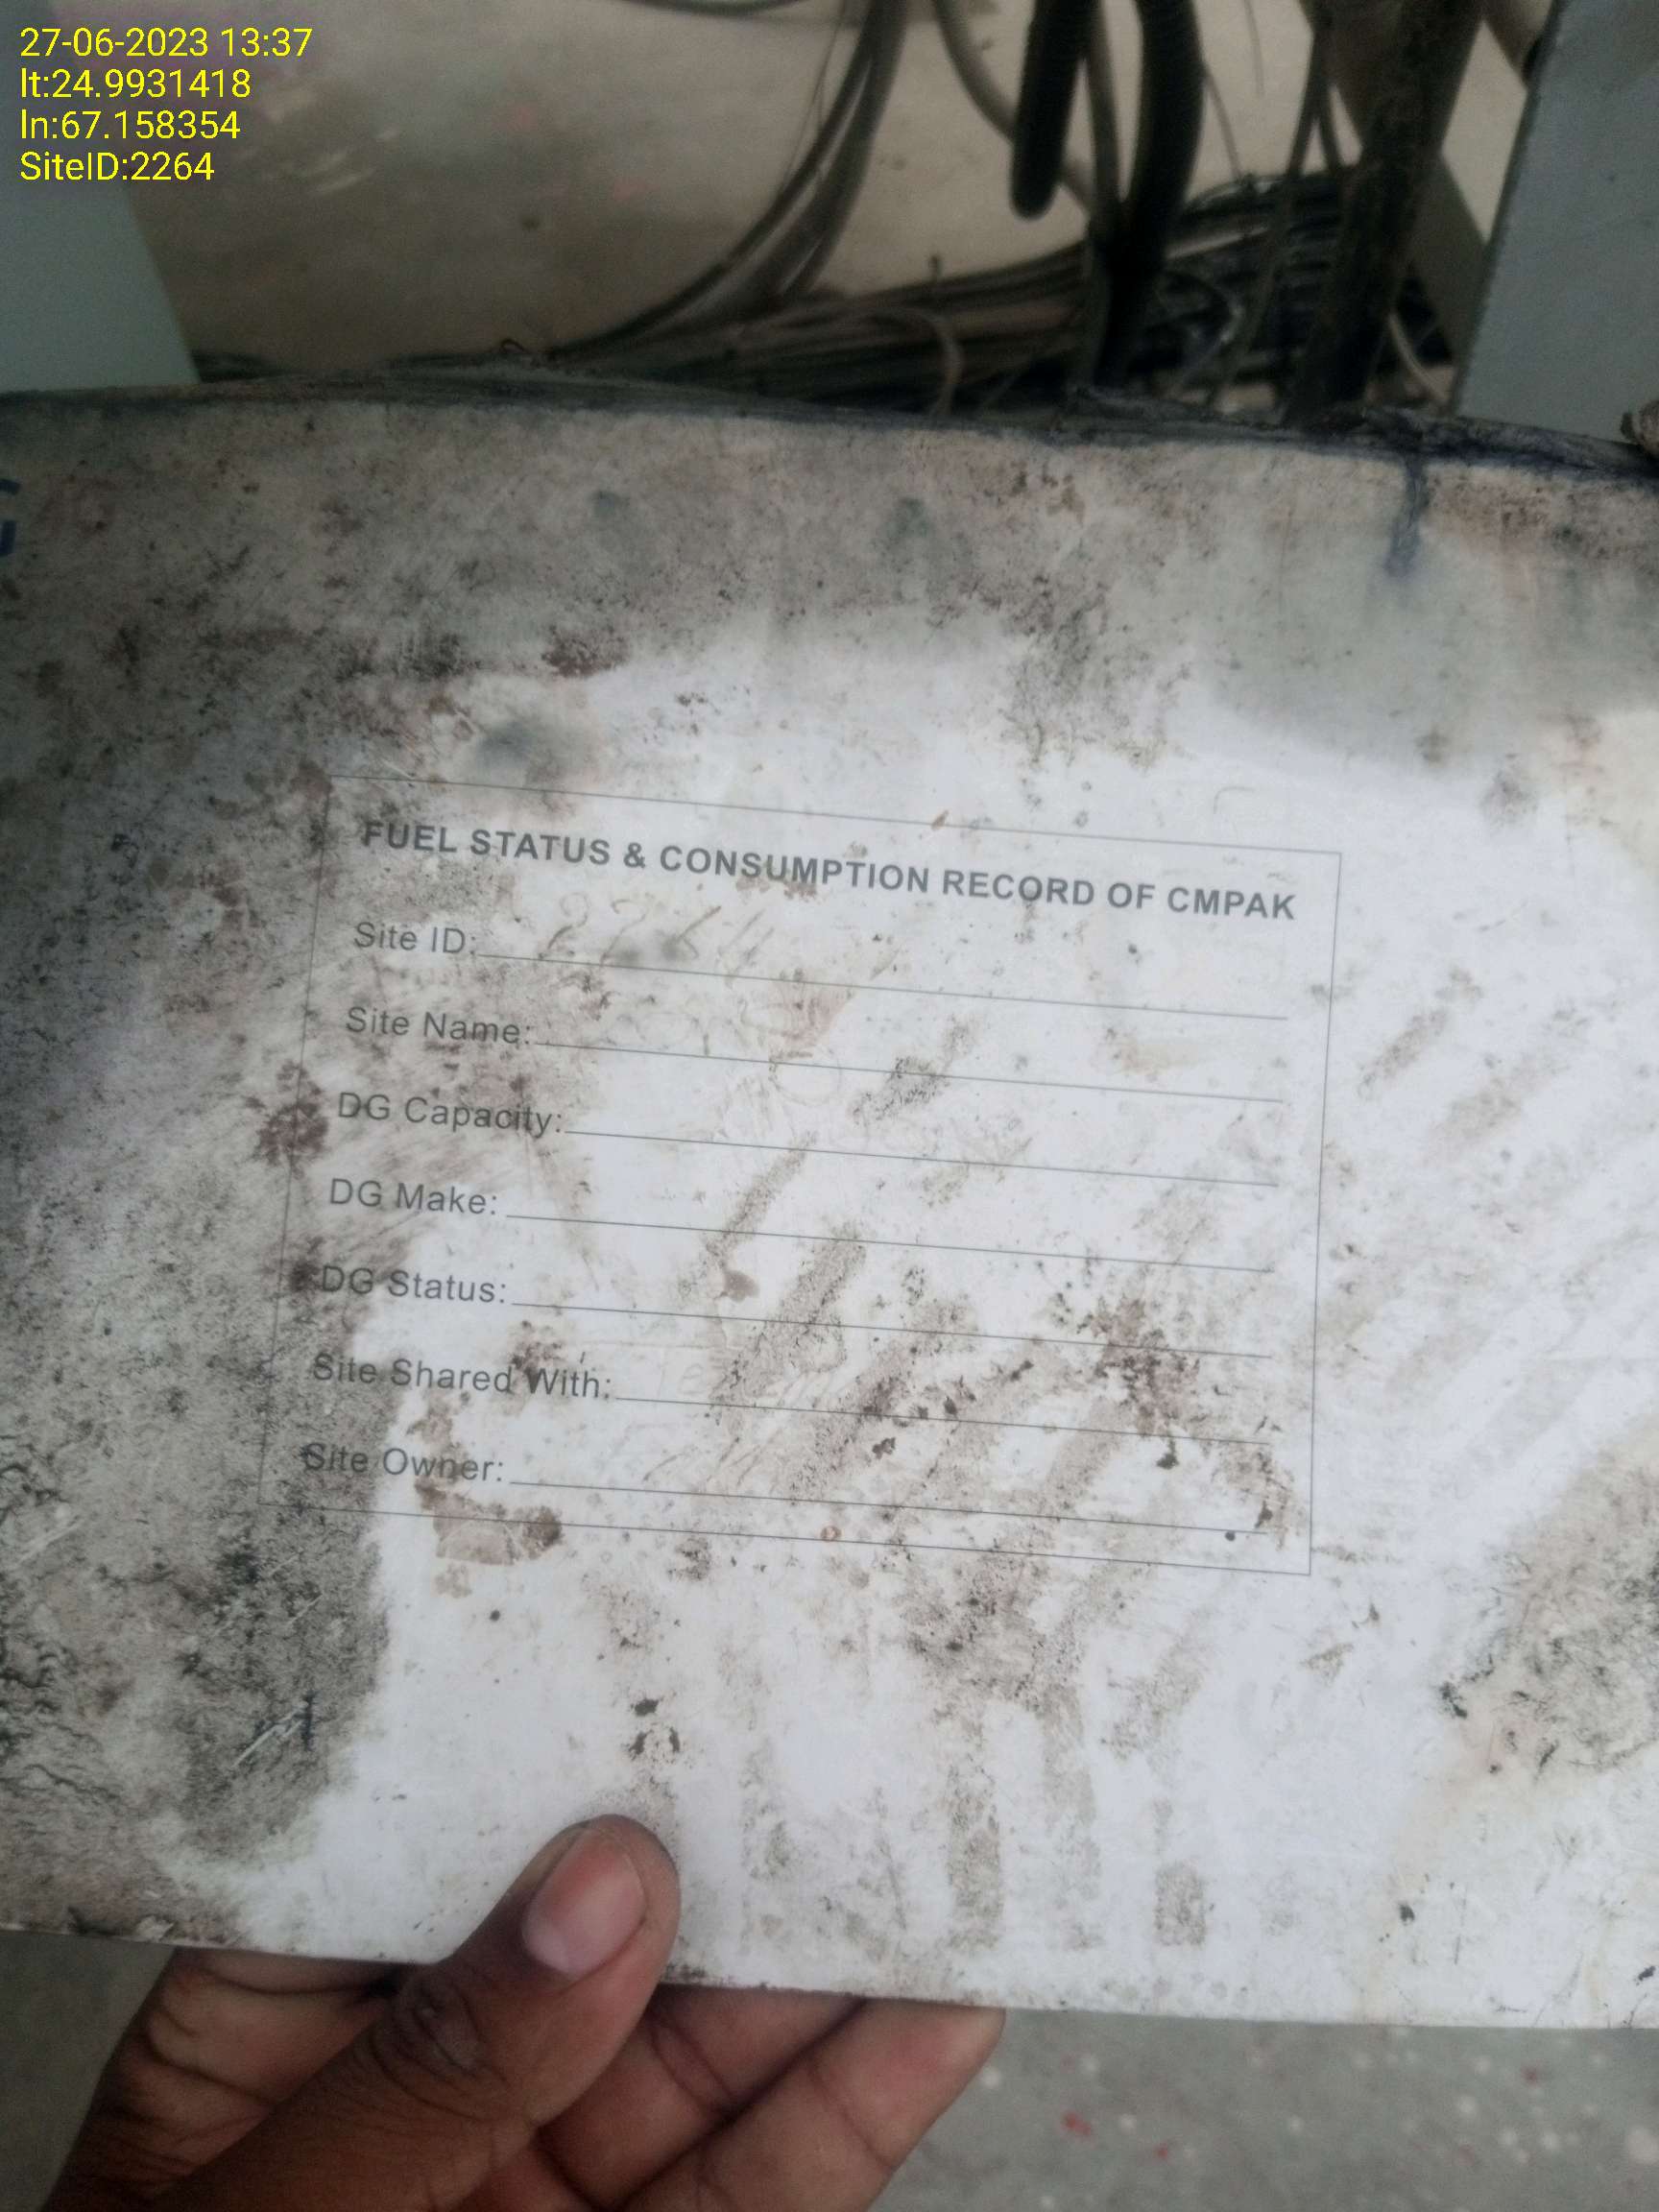 27-06-2023 13:37
lt:24.9931418
ln:67.158354
SiteID:2264
FUEL STATUS & CONSUMPTION RECORD OF CMPAK
Site ID: 2264
Site Name:
DG Capacity:
DG Make:
DG Status:
Site Shared With:
Site Owner: